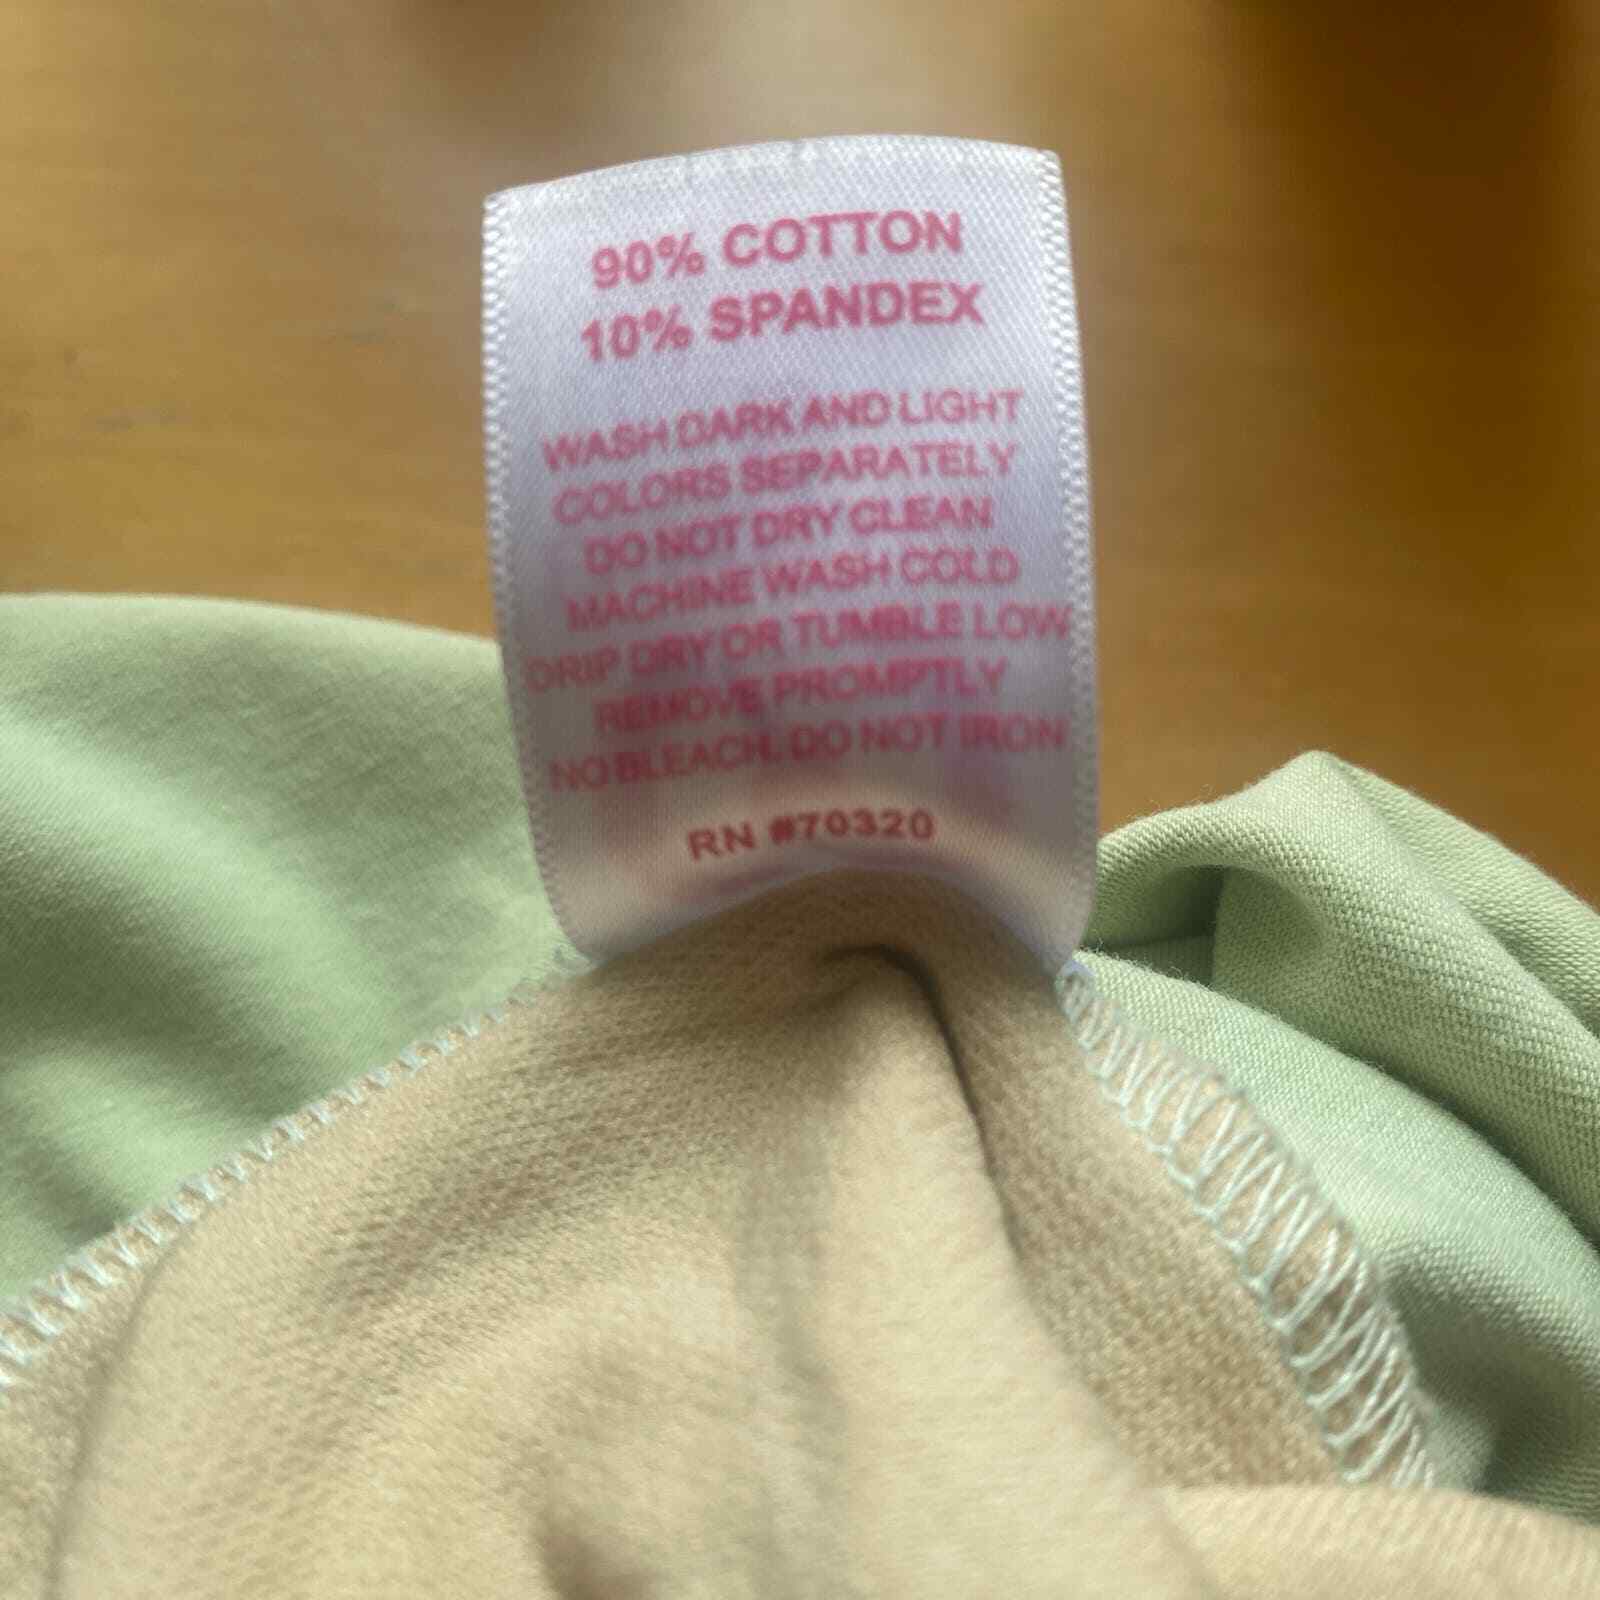 90% COTTON
10% SPANDEX
WASH DARK AND LIGHT
COLORS SEPARATELY
DO NOT DRY CLEAN
MACHINE WASH COLD
DRIP DRY OR TUMBLE LOW
REMOVE PROMPTLY
NO BLEACH, DO NOT IRON
RN #70320